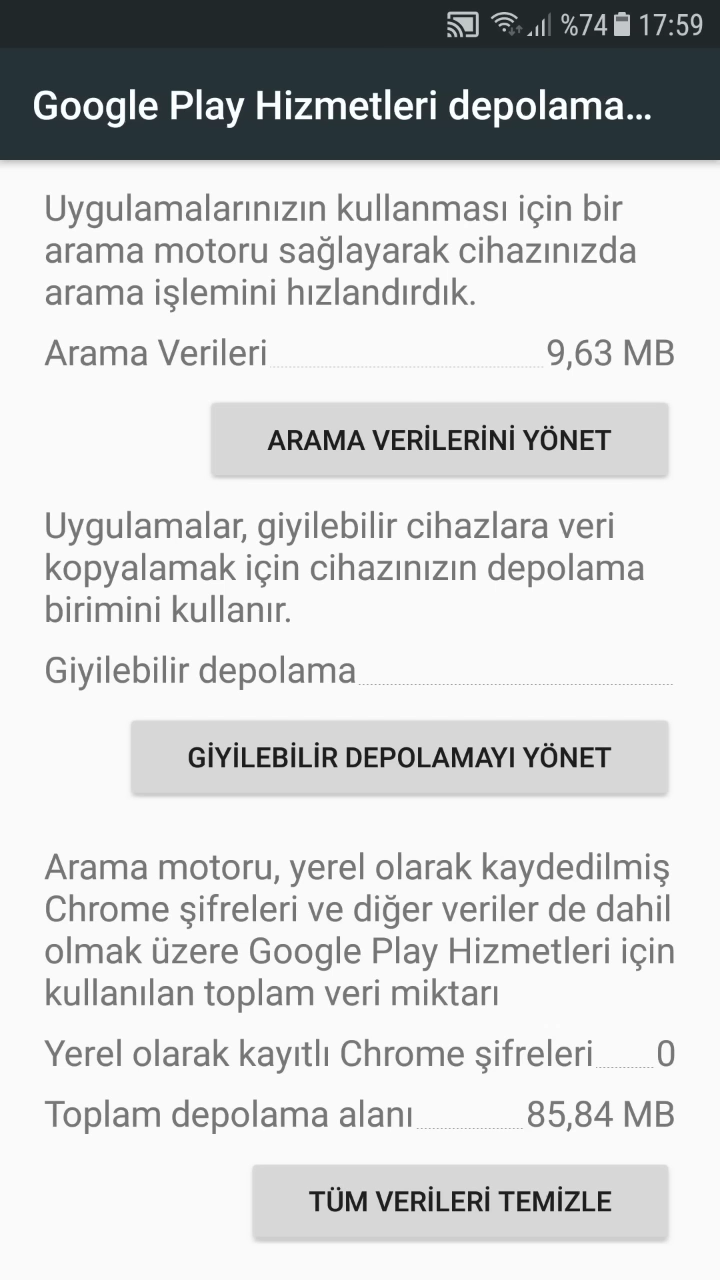 %74 17:59
Google Play Hizmetleri depolama...
Uygulamalarınızın kullanması için bir
arama motoru sağlayarak cihazınızda
arama işlemini hızlandırdık.
Arama Verileri 9,63 MB
ARAMA VERİLERİNİ YÖNET
Uygulamalar, giyilebilir cihazlara veri
kopyalamak için cihazınızın depolama
birimini kullanır.
Giyilebilir depolama
GİYİLEBİLİR DEPOLAMAYI YÖNET
Arama motoru, yerel olarak kaydedilmiş
Chrome şifreleri ve diğer veriler de dahil
olmak üzere Google Play Hizmetleri için
kullanılan toplam veri miktarı
Yerel olarak kayıtlı Chrome şifreleri 0
Toplam depolama alanı 85,84 MB
TÜM VERİLERİ TEMİZLE